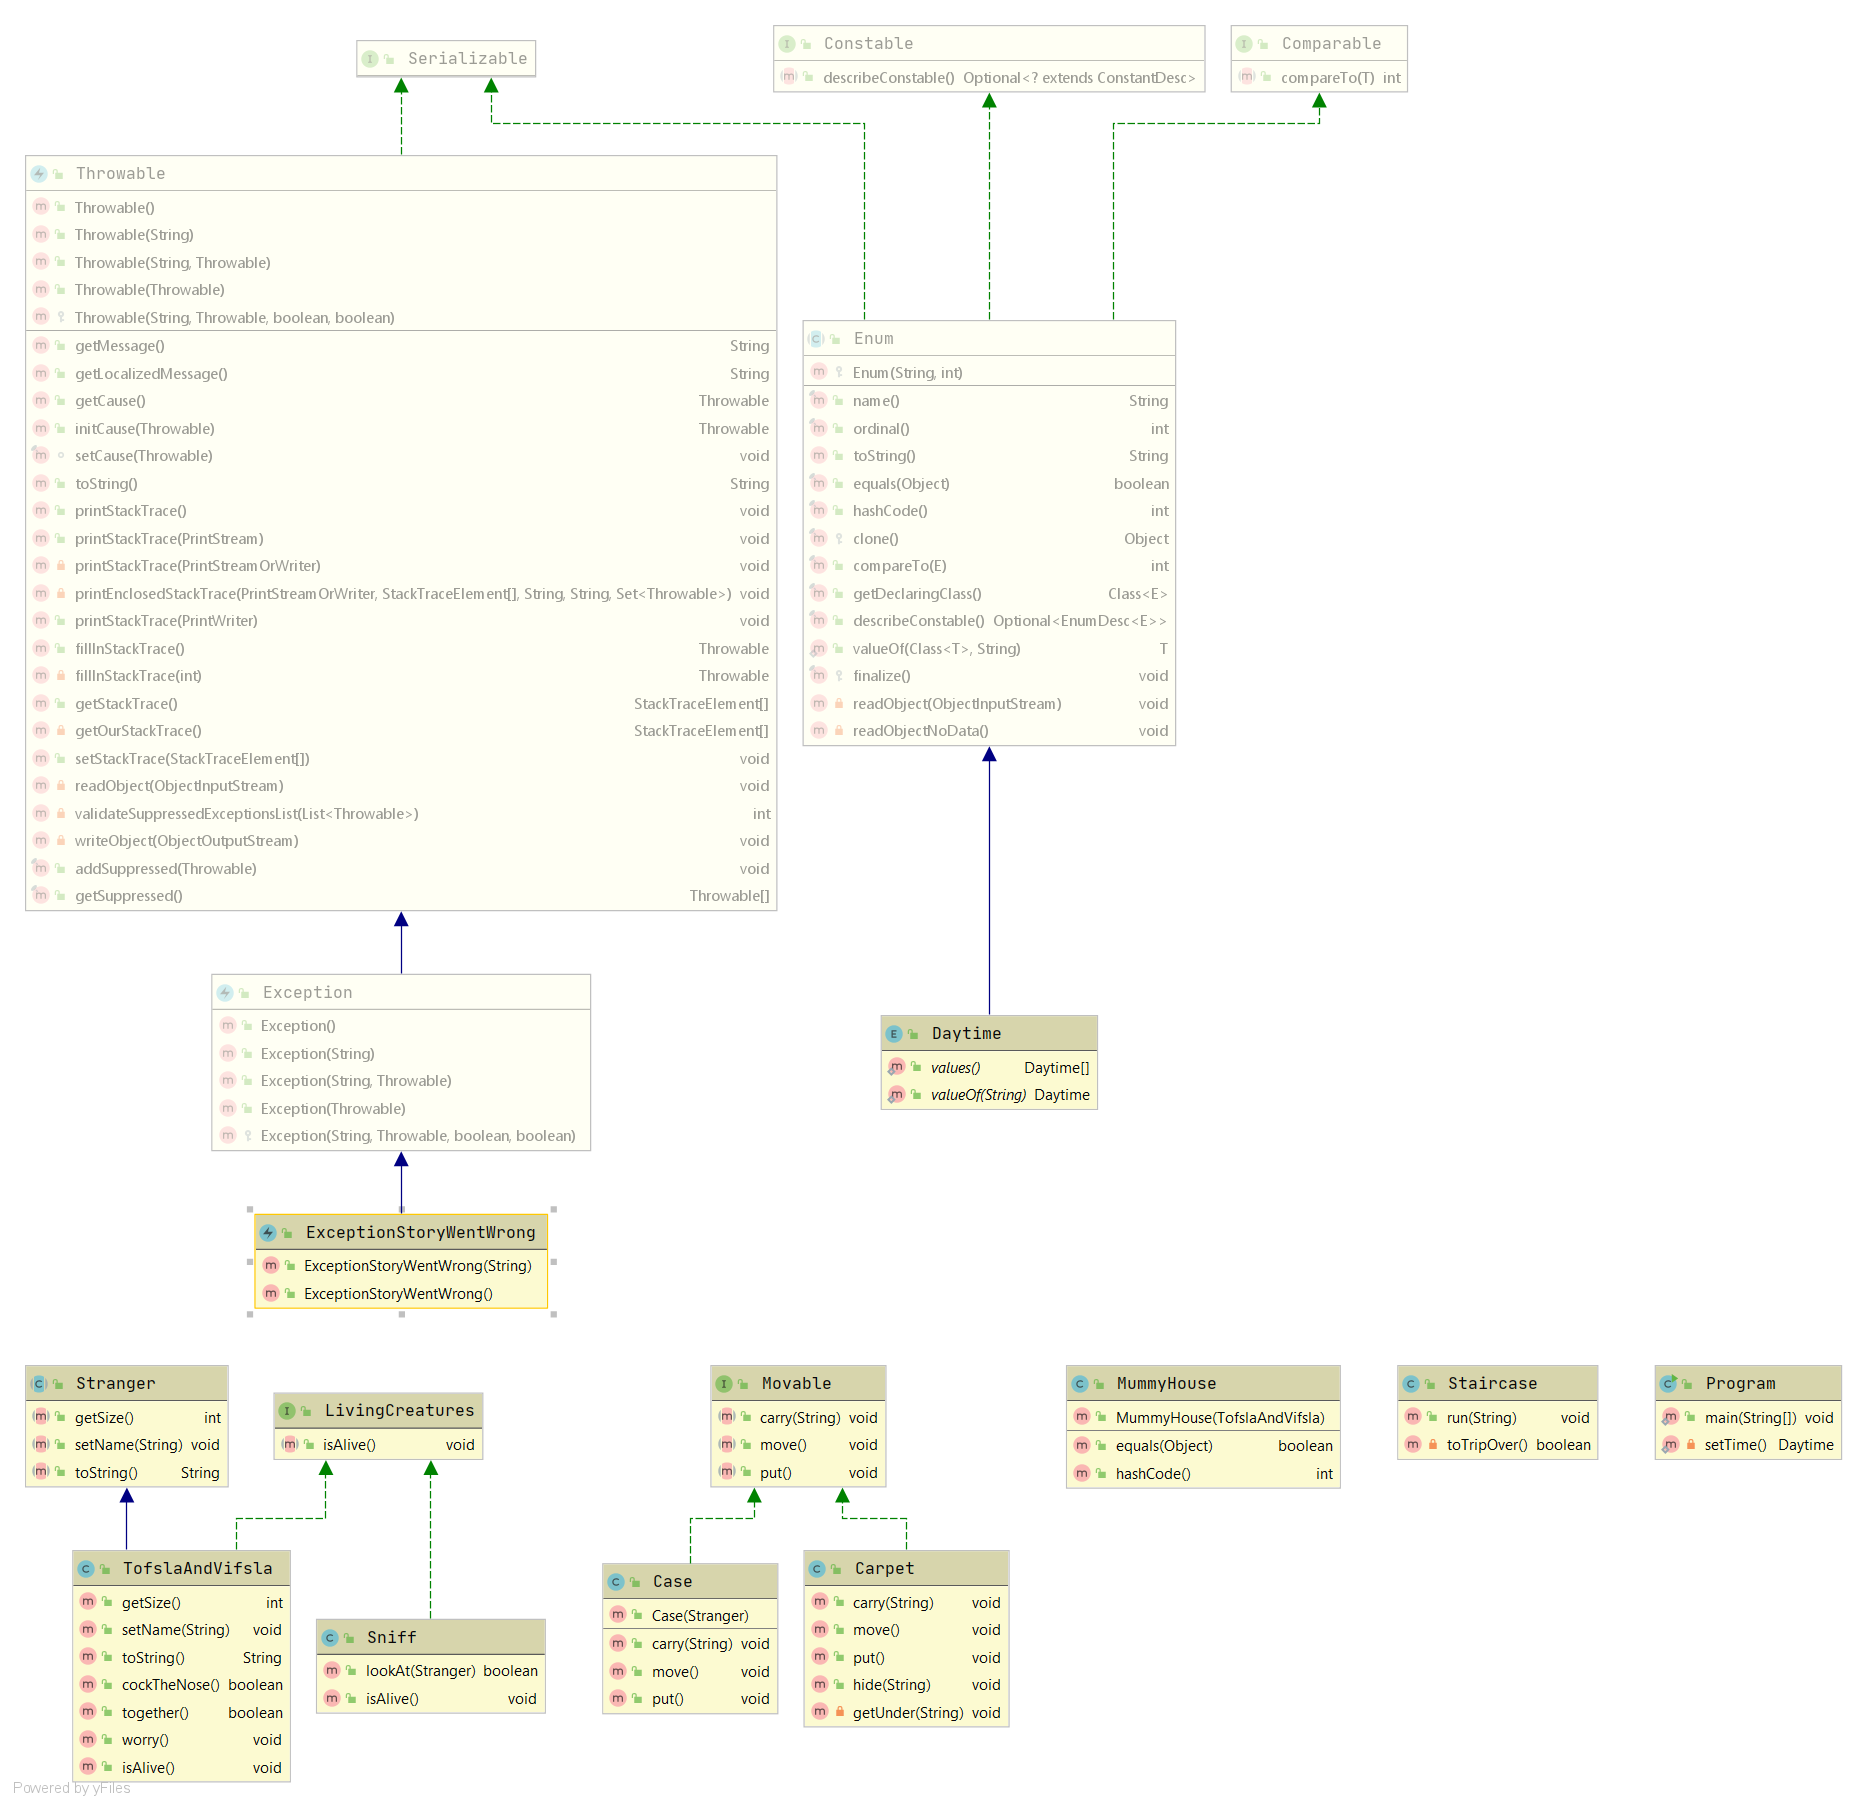 Serializable
Constable
describeConstable() Optional<? extends ConstantDesc>
Comparable
compareTo(T) int
Throwable
Throwable()
Throwable(String)
Throwable(String, Throwable)
Throwable(Throwable)
Throwable(String, Throwable, boolean, boolean)
getMessage() String
getLocalizedMessage() String
getCause() Throwable
initCause(Throwable) Throwable
setCause(Throwable) void
toString() String
printStackTrace() void
printStackTrace(PrintStream) void
printStackTrace(PrintStreamOrWriter) void
printEnclosedStackTrace(PrintStreamOrWriter, StackTraceElement[], String, String, Set<Throwable>) void
printStackTrace(PrintWriter) void
fillInStackTrace() Throwable
fillInStackTrace(int) Throwable
getStackTrace() StackTraceElement[]
getOurStackTrace() StackTraceElement[]
setStackTrace(StackTraceElement[]) void
readObject(ObjectInputStream) void
validateSuppressedExceptionsList(List<Throwable>) int
writeObject(ObjectOutputStream) void
addSuppressed(Throwable) void
getSuppressed() Throwable[]
Enum
Enum(String, int)
name() String
ordinal() int
toString() String
equals(Object) boolean
hashCode() int
clone() Object
compareTo(E) int
getDeclaringClass() Class<E>
describeConstable() Optional<EnumDesc<E>>
valueOf(Class<T>, String) T
finalize() void
readObject(ObjectInputStream) void
readObjectNoData() void
Exception
Exception()
Exception(String)
Exception(String, Throwable)
Exception(Throwable)
Exception(String, Throwable, boolean, boolean)
Daytime
values() Daytime[]
valueOf(String) Daytime
ExceptionStoryWentWrong
ExceptionStoryWentWrong(String)
ExceptionStoryWentWrong()
Stranger
getSize() int
setName(String) void
toString() String
LivingCreatures
isAlive() void
Movable
carry(String) void
move() void
put() void
MummyHouse
MummyHouse(TofslaAndVifsla)
equals(Object) boolean
hashCode() int
Staircase
run(String) void
toTripOver() boolean
Program
main(String[]) void
setTime() Daytime
TofslaAndVifsla
getSize() int
setName(String) void
toString() String
cockTheNose() boolean
together() boolean
worry() void
isAlive() void
Sniff
lookAt(Stranger) boolean
isAlive() void
Case
Case(Stranger)
carry(String) void
move() void
put() void
Carpet
carry(String) void
move() void
put() void
hide(String) void
getUnder(String) void
Powered by yFiles